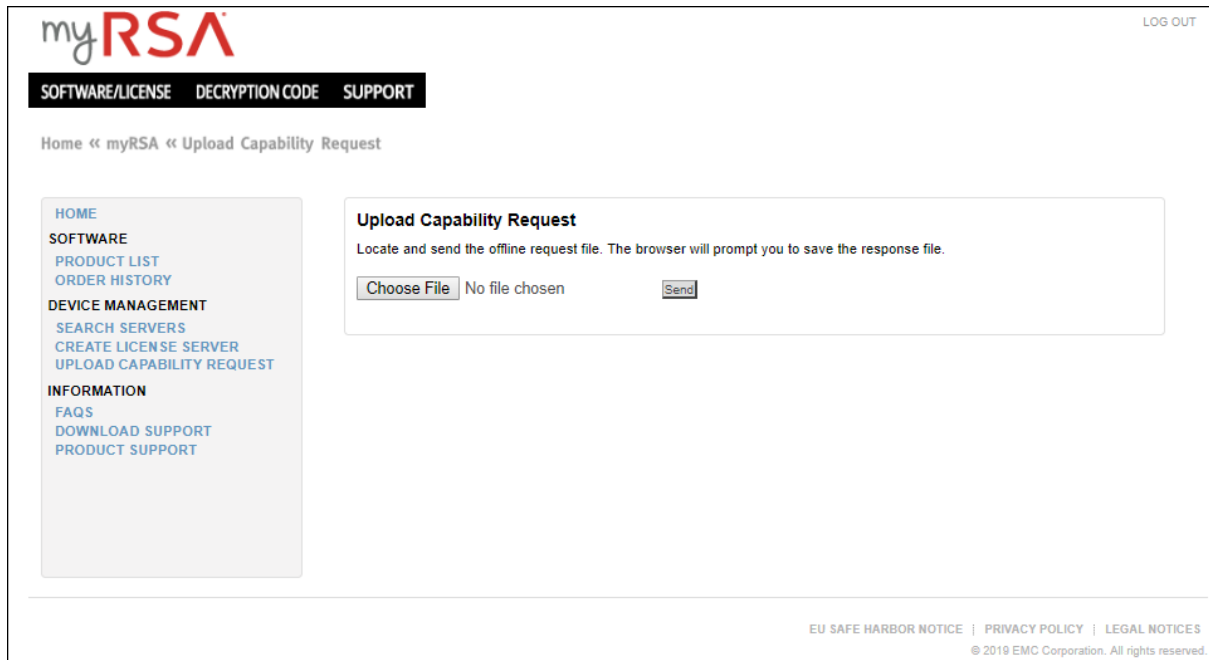 myRSA
LOG OUT
SOFTWARE/LICENSE DECRYPTION CODE SUPPORT
Home « myRSA « Upload Capability Request
HOME
SOFTWARE
PRODUCT LIST
ORDER HISTORY
DEVICE MANAGEMENT
SEARCH SERVERS
CREATE LICENSE SERVER
UPLOAD CAPABILITY REQUEST
INFORMATION
FAQS
DOWNLOAD SUPPORT
PRODUCT SUPPORT
Upload Capability Request
Locate and send the offline request file. The browser will prompt you to save the response file.
Choose File No file chosen Send
EU SAFE HARBOR NOTICE | PRIVACY POLICY | LEGAL NOTICES
© 2019 EMC Corporation. All rights reserved.